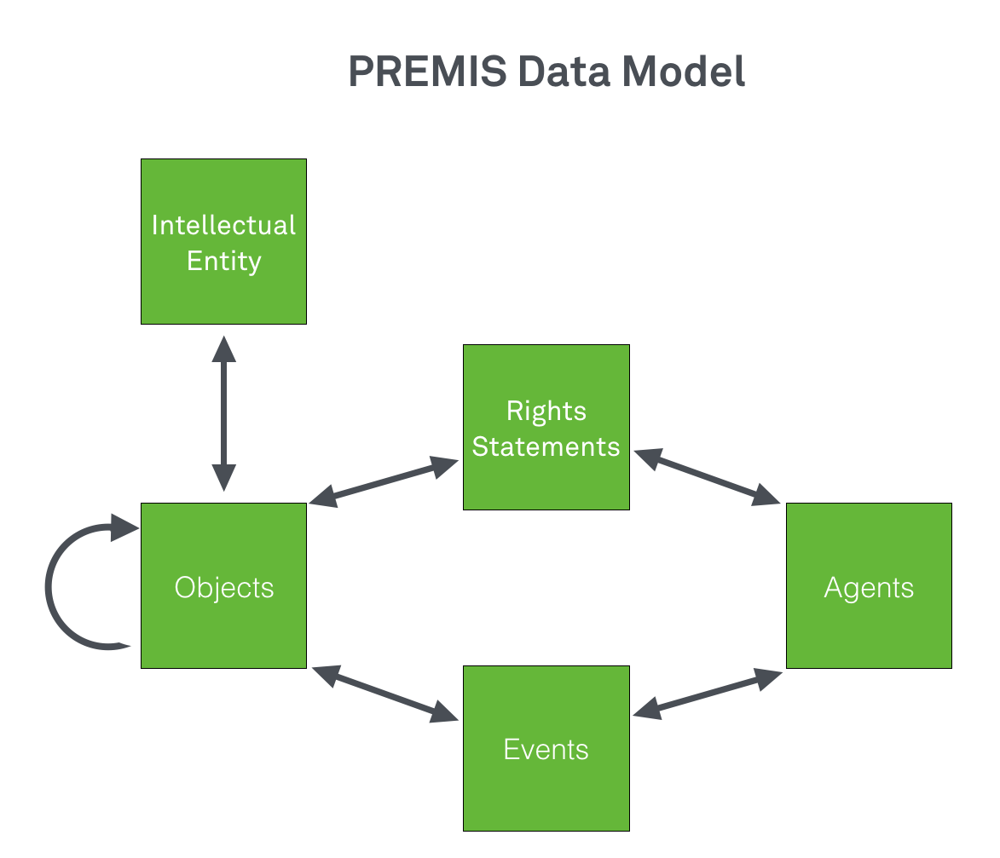 PREMIS Data Model
Intellectual
Entity
Rights
Statements
Objects
Agents
Events